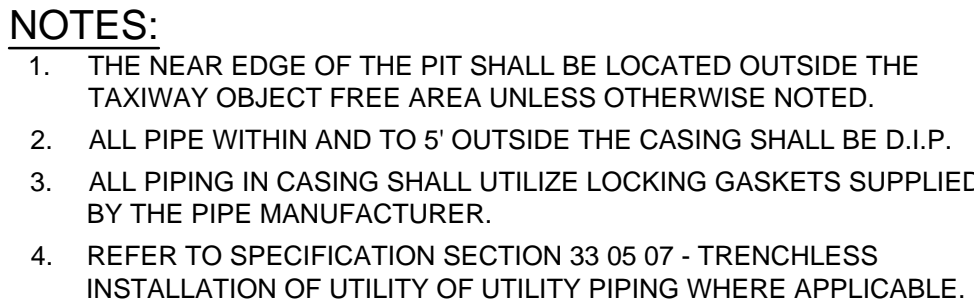 NOTES:
1. THE NEAR EDGE OF THE PIT SHALL BE LOCATED OUTSIDE THE
TAXIWAY OBJECT FREE AREA UNLESS OTHERWISE NOTED.
2. ALL PIPE WITHIN AND TO 5' OUTSIDE THE CASING SHALL BE D.I.P.
3. ALL PIPING IN CASING SHALL UTILIZE LOCKING GASKETS SUPPLIED
BY THE PIPE MANUFACTURER.
4. REFER TO SPECIFICATION SECTION 33 05 07 - TRENCHLESS
INSTALLATION OF UTILITY OF UTILITY PIPING WHERE APPLICABLE.